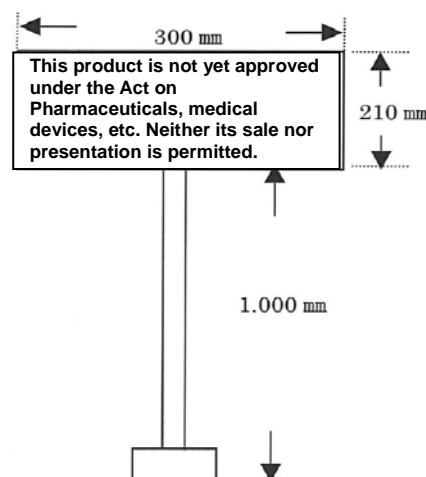 300 mm
This product is not yet approved
under the Act on
Pharmaceuticals, medical
devices, etc. Neither its sale nor
presentation is permitted.
210 mm
1.000 mm